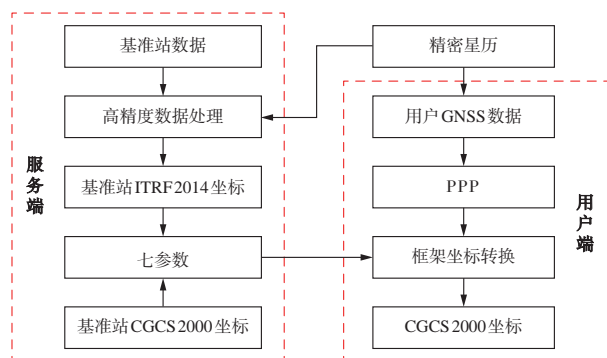 基准站数据
高精度数据处理
基准站ITRF2014坐标
七参数
基准站CGCS2000坐标
服务端
精密星历
用户GNSS数据
PPP
框架坐标转换
CGCS2000坐标
用户端